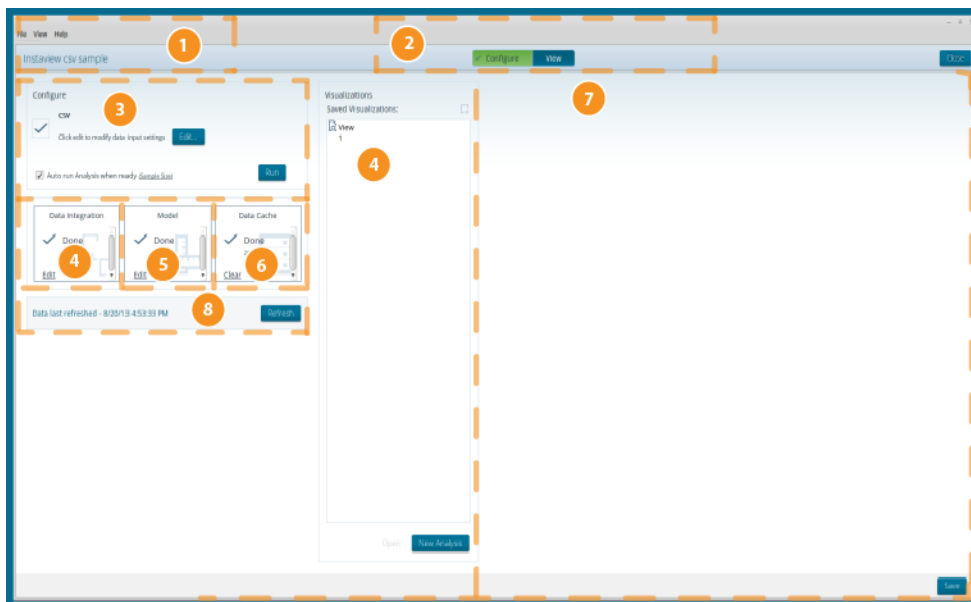 File View Help
1
2
Instaview csv sample
Configure View
Close
Configure
3
CSV
Click edit to modify data input settings Edit...
Auto run Analysis when ready
Run
Visualizations
Saved Visualizations:
View
1
4
7
Data Integration
Done
4
Edit
Model
Done
5
Edit
Data Cache
Done
6
Clear
8
Data last refreshed - 8/20/13 4:53:33 PM Refresh
Open New Analysis
Save